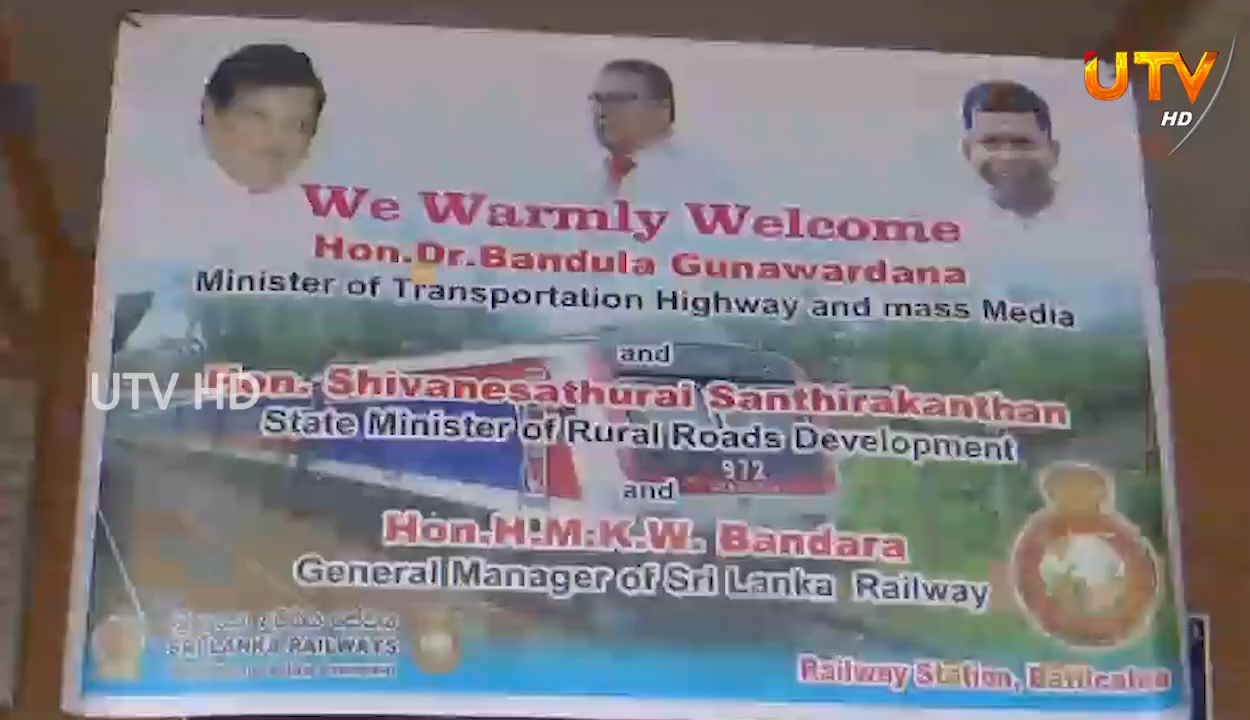 UTV
HD
We Warmly Welcome
Hon.Dr.Bandula Gunawardana
Minister of Transportation Highway and mass Media
and
UTV HD
Hon. Shivanesathurai Santhirakanthan
State Minister of Rural Roads Development
972
and
Hon.H.M.K.W. Bandara
General Manager of Sri Lanka Railway
SRI LANKA RAILWAYS
Railway Station, Batticaloa